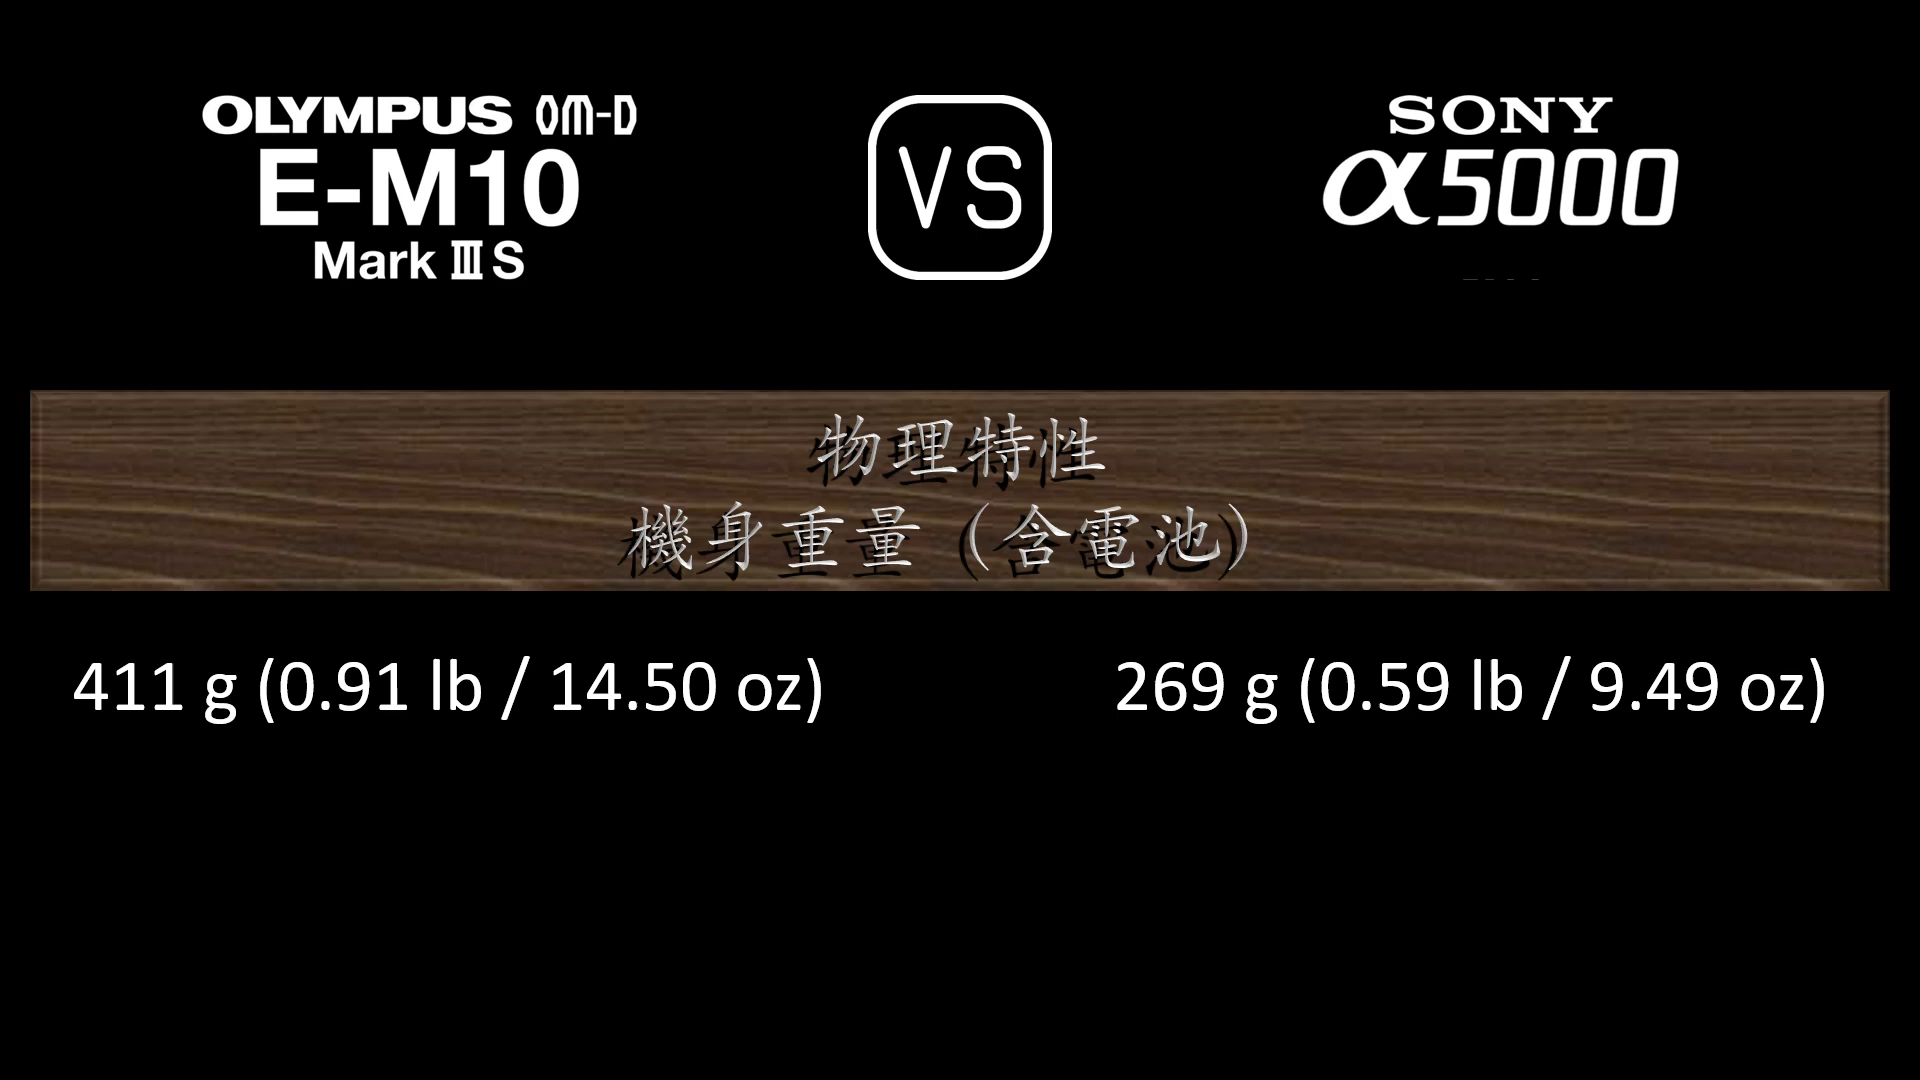 OLYMPUS OM-D
E-M10
Mark III S
VS
SONY
α5000
物理特性
機身重量（含電池）
411 g (0.91 lb / 14.50 oz)
269 g (0.59 lb / 9.49 oz)